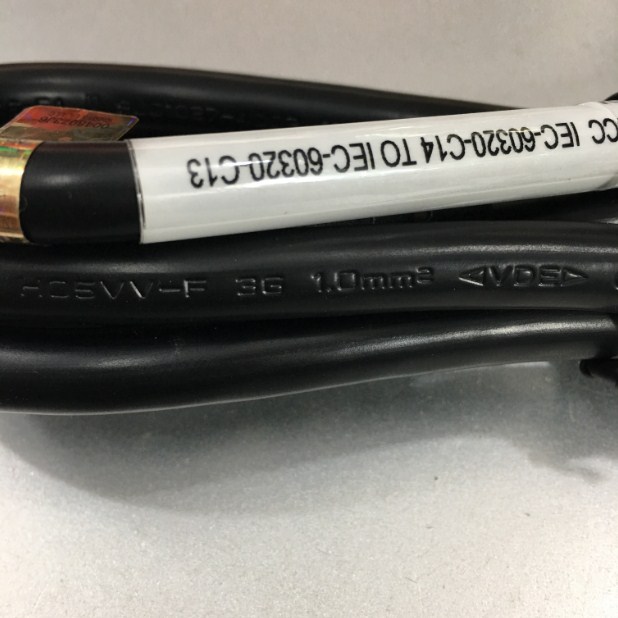 CC IEC-60320-C14 TO IEC-60320-C13
H05VV-F 3G 1.0mm² ◁VDE▷